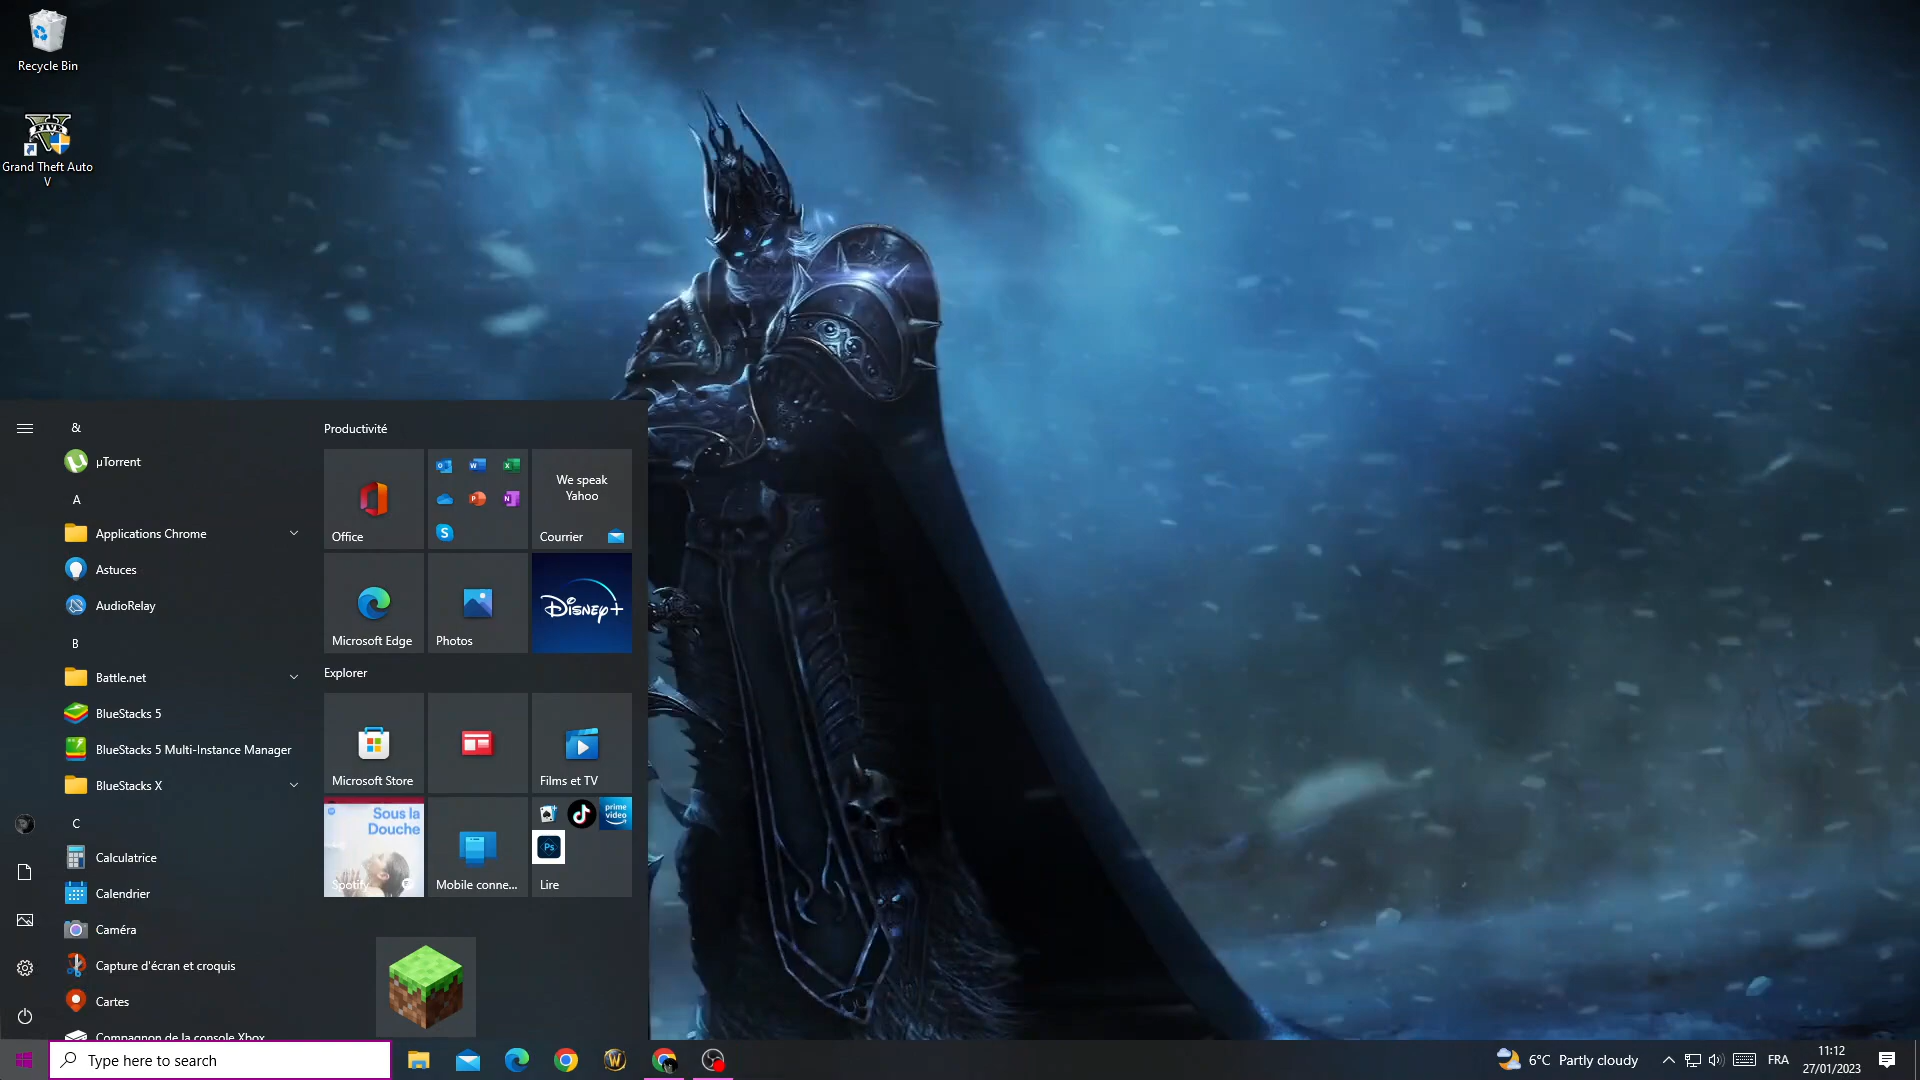 Recycle Bin
Grand Theft Auto
V
&
µTorrent
A
Applications Chrome
Astuces
AudioRelay
B
Battle.net
BlueStacks 5
BlueStacks 5 Multi-Instance Manager
BlueStacks X
C
Calculatrice
Calendrier
Caméra
Capture d'écran et croquis
Cartes
Compagnon de la console Xbox
Productivité
Office
We speak
Yahoo
Courrier
Microsoft Edge
Photos
Disney+
Explorer
Microsoft Store
Films et TV
Sous la
Douche
Spotify
Mobile conne...
prime
video
Ps
Lire
Type here to search
6°C Partly cloudy
FRA
11:12
27/01/2023